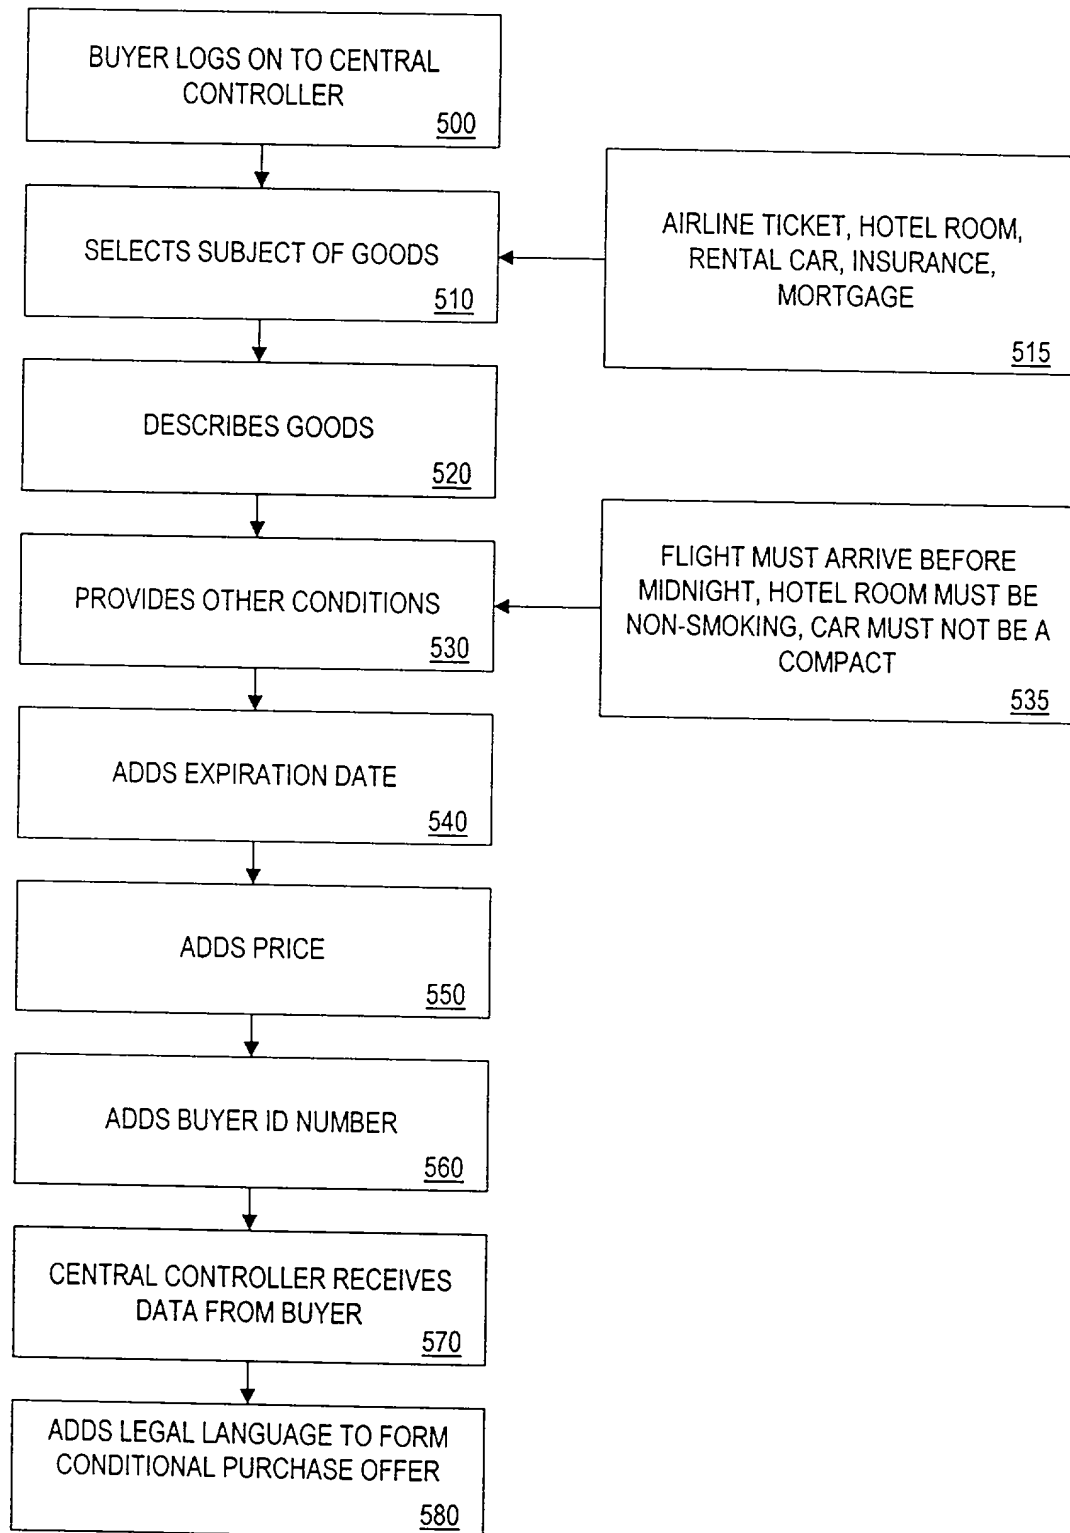 BUYER LOGS ON TO CENTRAL
CONTROLLER
500
SELECTS SUBJECT OF GOODS
510
AIRLINE TICKET, HOTEL ROOM,
RENTAL CAR, INSURANCE,
MORTGAGE
515
DESCRIBES GOODS
520
PROVIDES OTHER CONDITIONS
530
FLIGHT MUST ARRIVE BEFORE
MIDNIGHT, HOTEL ROOM MUST BE
NON-SMOKING, CAR MUST NOT BE A
COMPACT
535
ADDS EXPIRATION DATE
540
ADDS PRICE
550
ADDS BUYER ID NUMBER
560
CENTRAL CONTROLLER RECEIVES
DATA FROM BUYER
570
ADDS LEGAL LANGUAGE TO FORM
CONDITIONAL PURCHASE OFFER
580